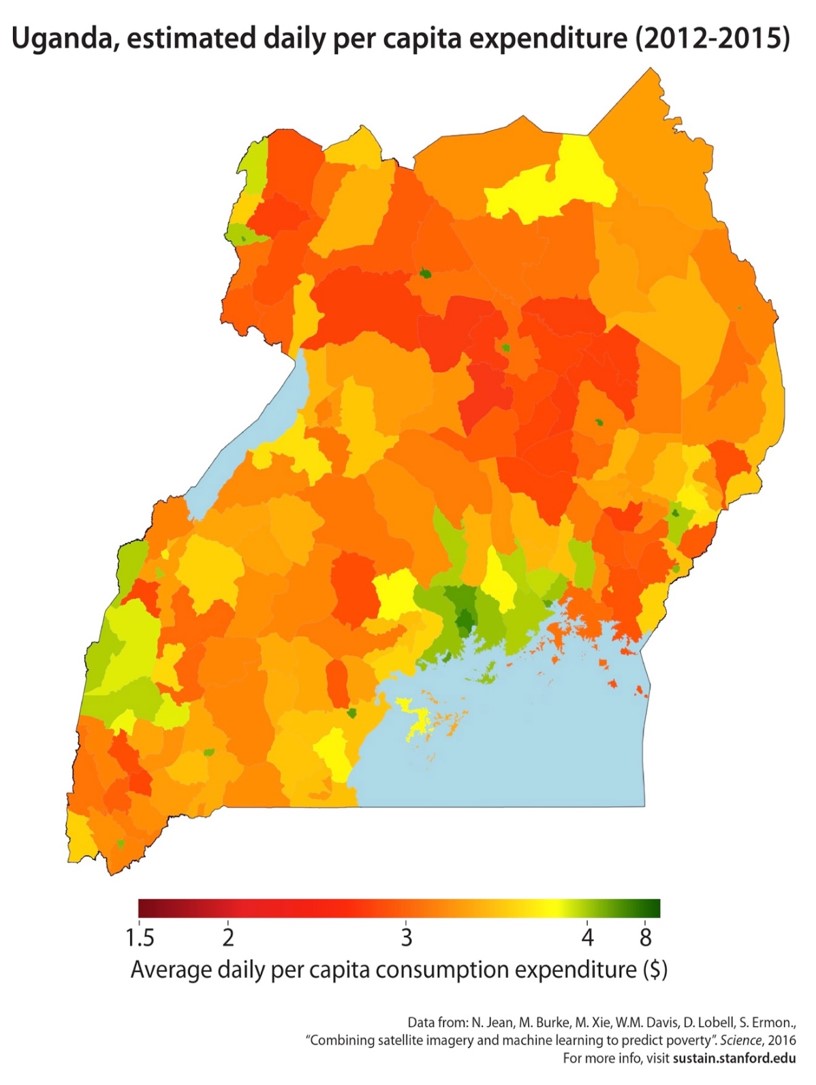 Uganda, estimated daily per capita expenditure (2012-2015)
1.5 2 3 4 8
Average daily per capita consumption expenditure ($)
Data from: N. Jean, M. Burke, M. Xie, W.M. Davis, D. Lobell, S. Ermon.,
“Combining satellite imagery and machine learning to predict poverty”. Science, 2016
For more info, visit sustain.stanford.edu